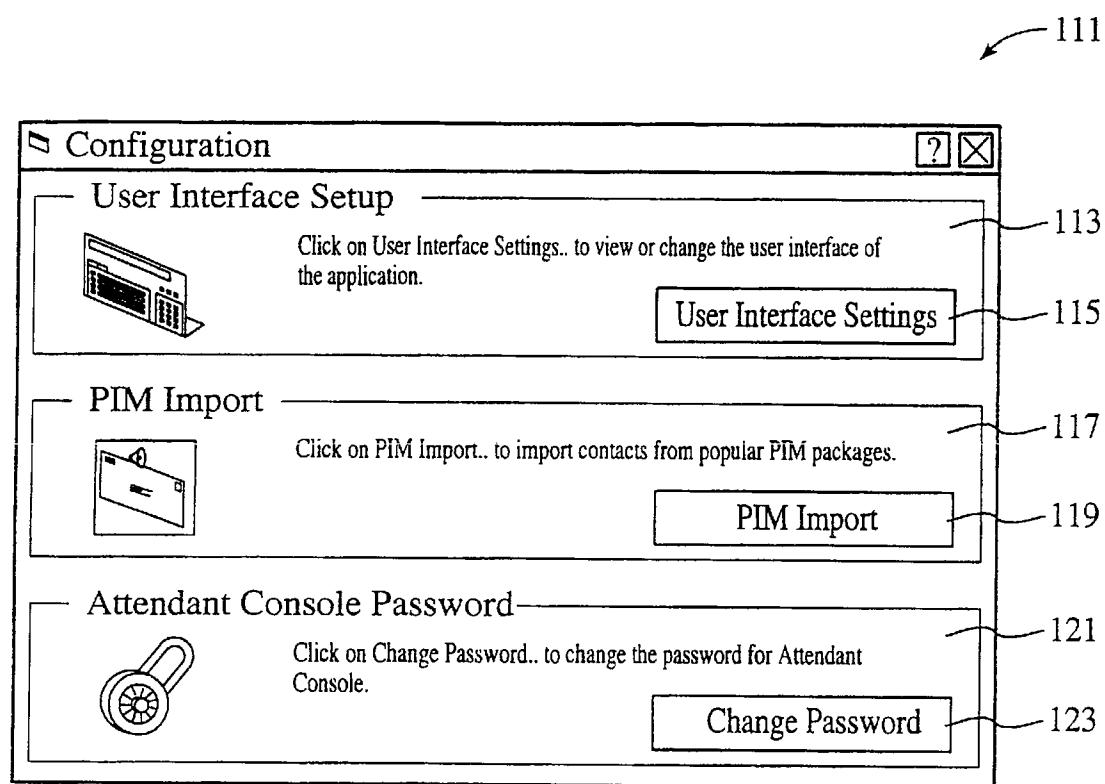 111
Configuration ?
User Interface Setup
113
Click on User Interface Settings.. to view or change the user interface of
the application.
User Interface Settings
115
PIM Import
117
Click on PIM Import.. to import contacts from popular PIM packages.
PIM Import
119
Attendant Console Password
121
Click on Change Password.. to change the password for Attendant
Console.
Change Password
123